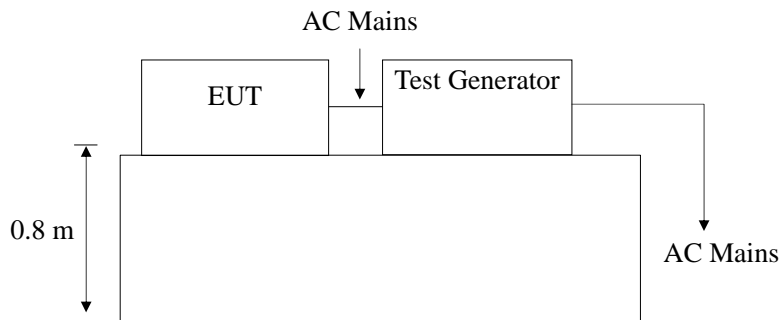 AC Mains
EUT
Test Generator
0.8 m
AC Mains